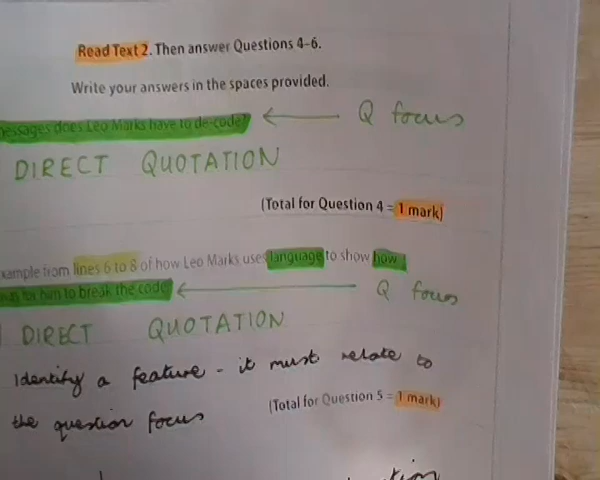 Read Text 2. Then answer Questions 4-6.
Write your answers in the spaces provided.
does Leo Marks have to de-code?
Q focus
DIRECT QUOTATION
(Total for Question 4 = 1 mark)
from lines 6 to 8 of how Leo Marks uses language to show how
for him to break the code
Q focus
DIRECT QUOTATION
Identify a feature - it must relate to
the question focus
(Total for Question 5 = 1 mark)